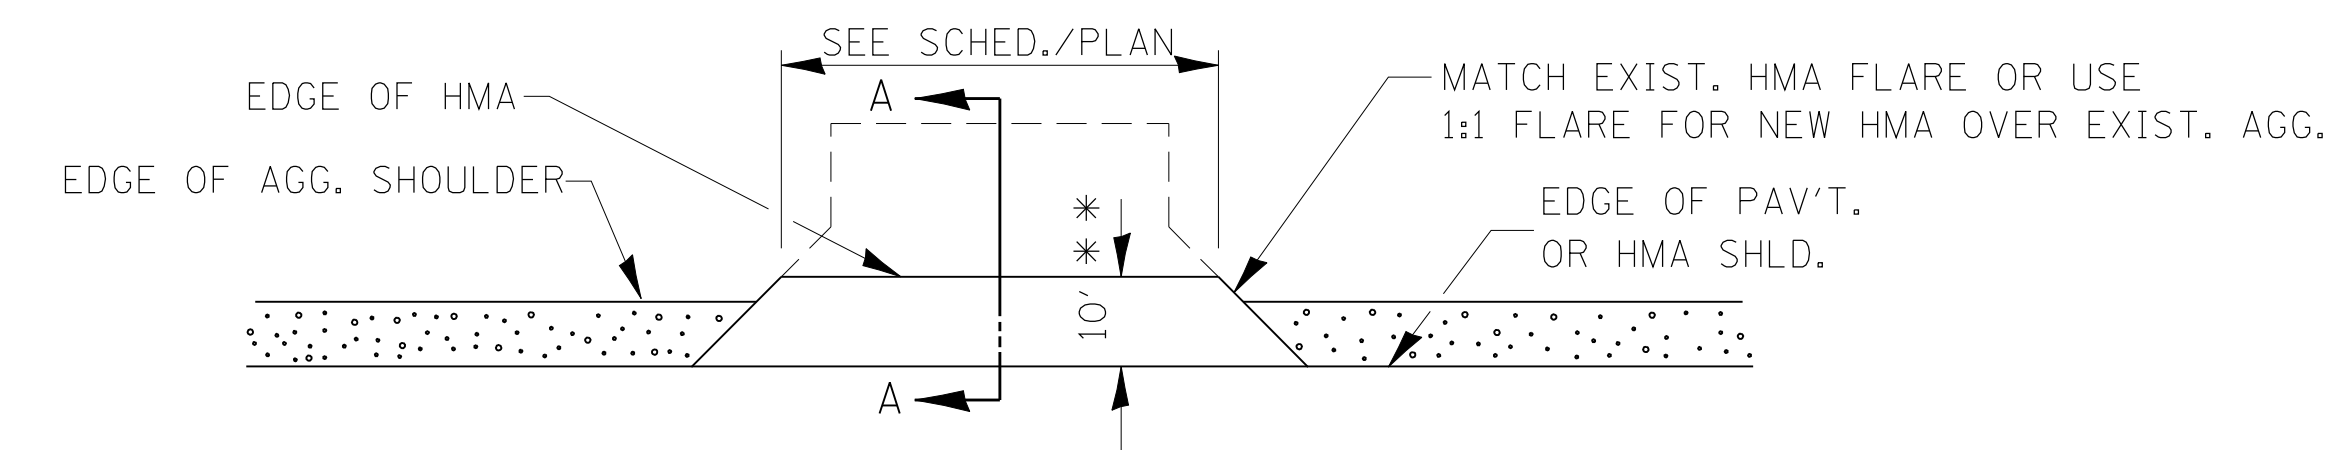 SEE SCHED./PLAN
EDGE OF HMA
A
MATCH EXIST. HMA FLARE OR USE
1:1 FLARE FOR NEW HMA OVER EXIST. AGG.
EDGE OF AGG. SHOULDER
EDGE OF PAV'T.
OR HMA SHLD.
10' **
A